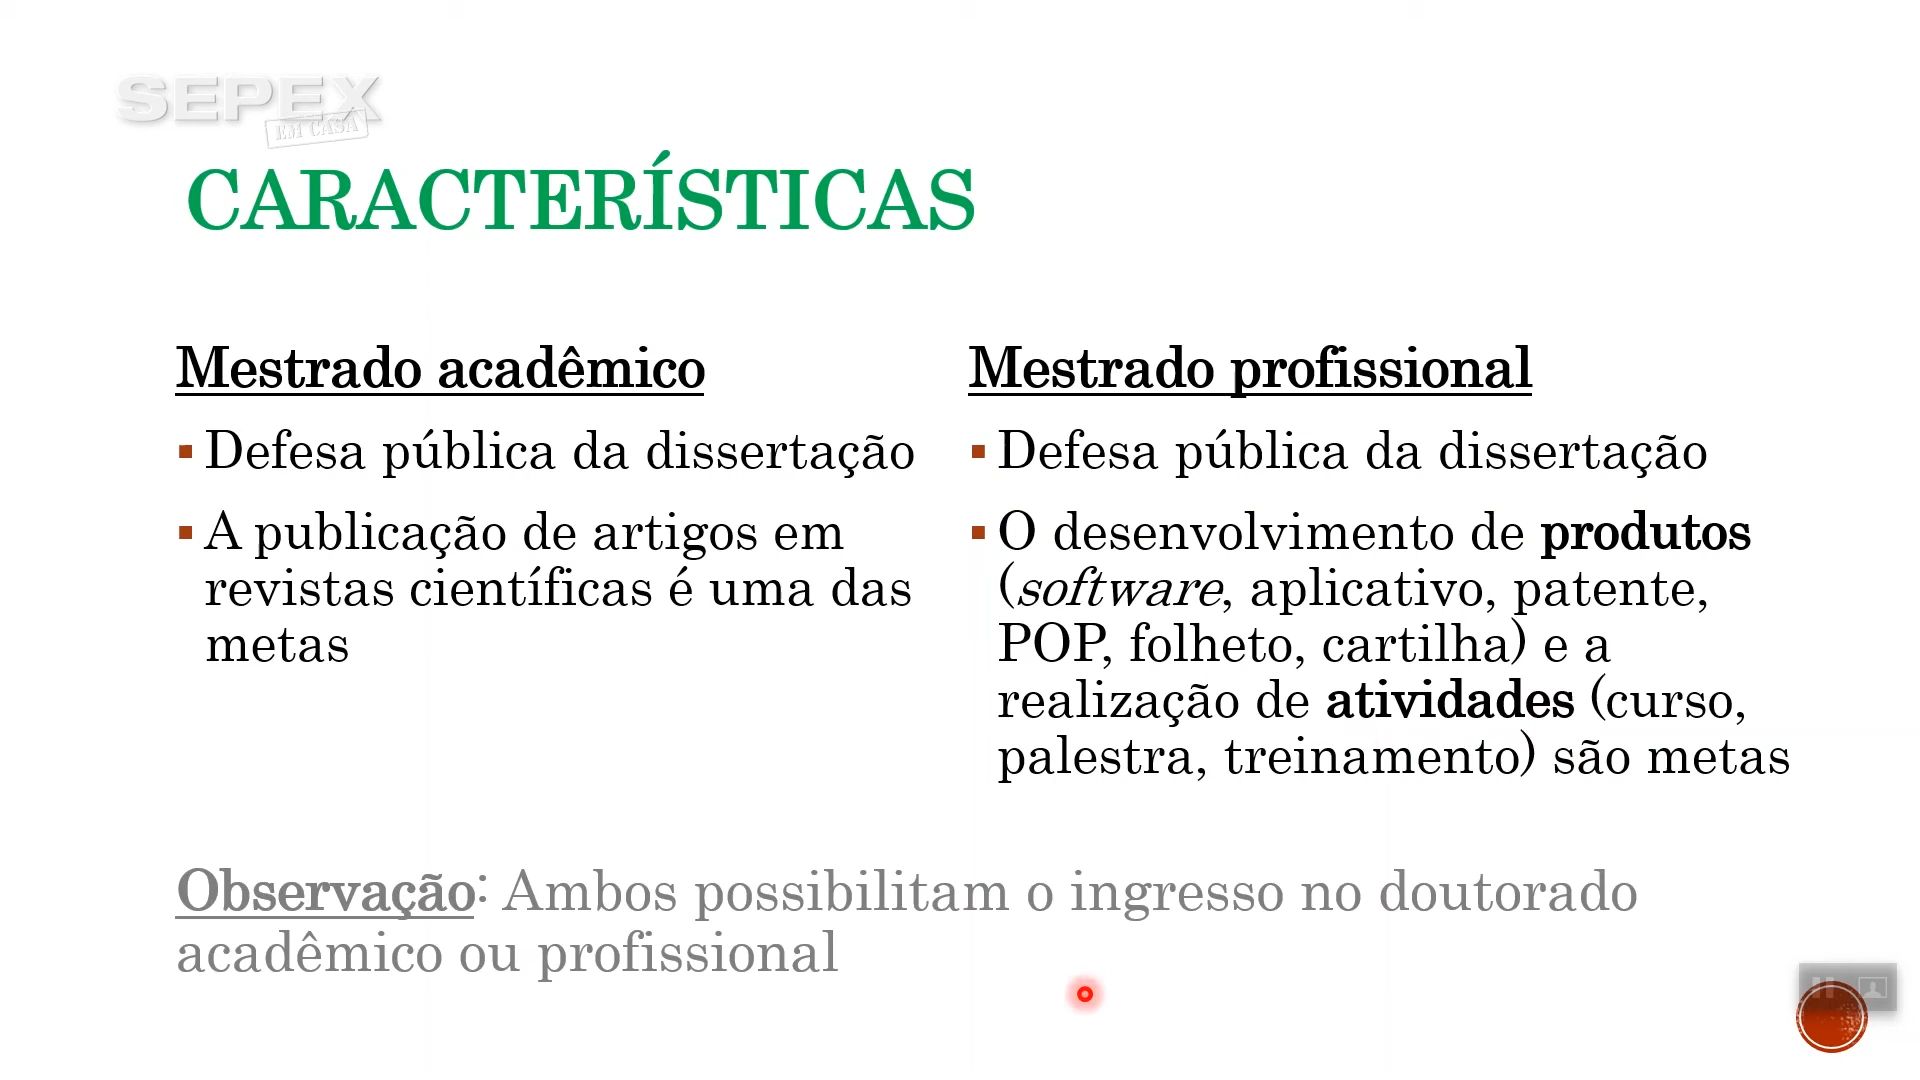 SEPEX
EM CASA
CARACTERÍSTICAS
Mestrado acadêmico
▪ Defesa pública da dissertação
▪ A publicação de artigos em
revistas científicas é uma das
metas
Mestrado profissional
▪ Defesa pública da dissertação
▪ O desenvolvimento de produtos
(software, aplicativo, patente,
POP, folheto, cartilha) e a
realização de atividades (curso,
palestra, treinamento) são metas
Observação: Ambos possibilitam o ingresso no doutorado
acadêmico ou profissional